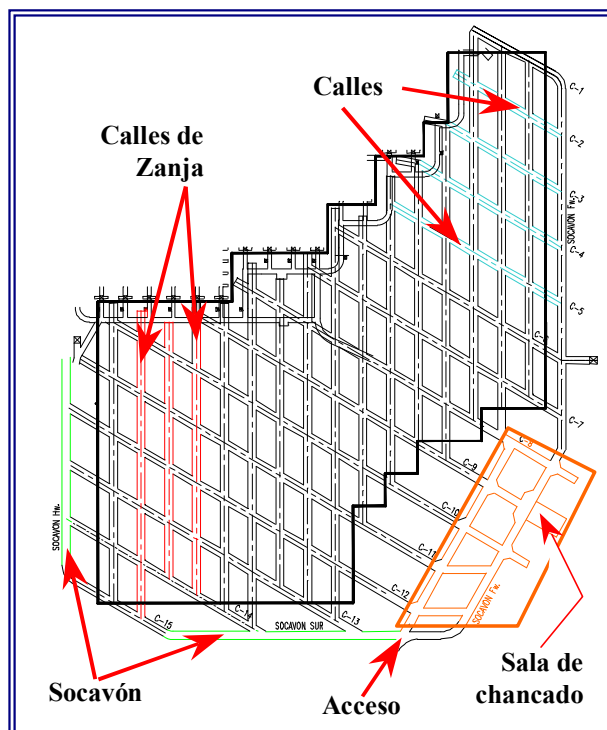 Calles
Calles de
Zanja
C-1
C-2
C-3
SOCAVON Fw.
C-4
C-5
C-6
C-7
C-8
C-9
C-10
C-11
C-12
C-13
C-14
C-15
SOCAVON Hw.
SOCAVON SUR
SOCAVON Fw.
Socavón
Acceso
Sala de
chancado